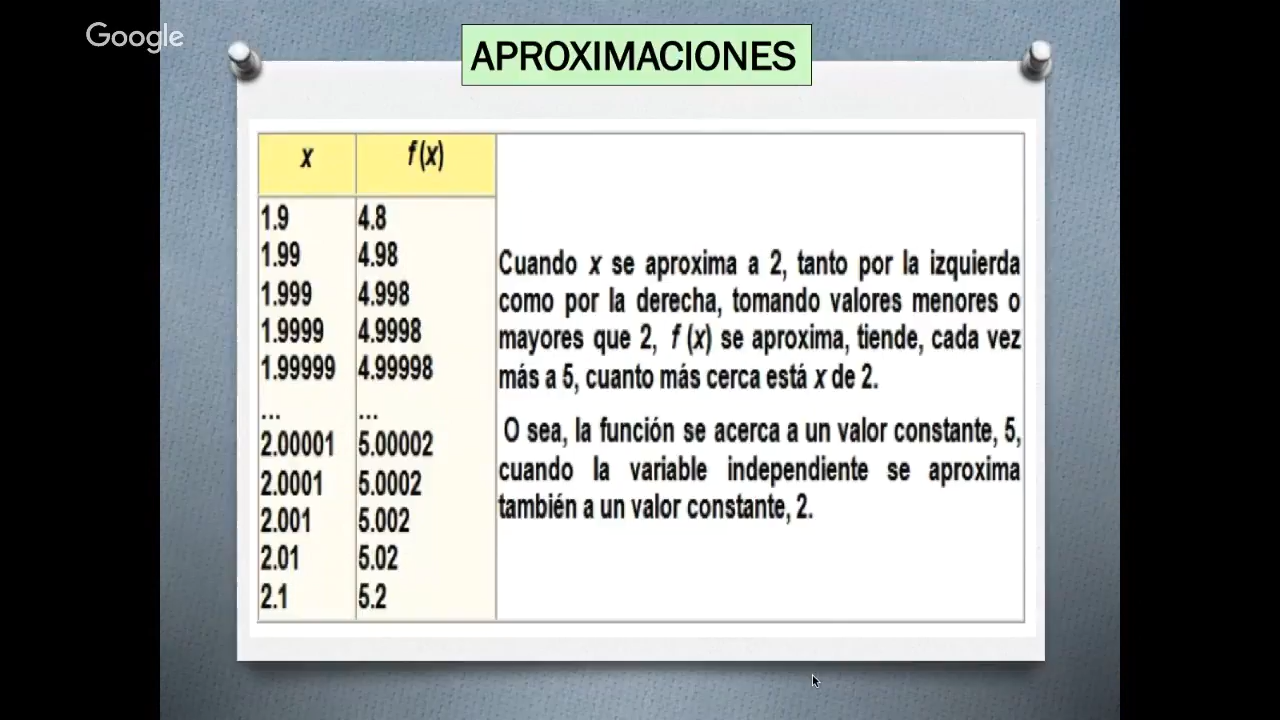 Google
APROXIMACIONES
x f (x)
1.9 4.8
1.99 4.98
1.999 4.998
1.9999 4.9998
1.99999 4.99998
... ...
2.00001 5.00002
2.0001 5.0002
2.001 5.002
2.01 5.02
2.1 5.2
Cuando x se aproxima a 2, tanto por la izquierda
como por la derecha, tomando valores menores o
mayores que 2, f (x) se aproxima, tiende, cada vez
más a 5, cuanto más cerca está x de 2.
O sea, la función se acerca a un valor constante, 5,
cuando la variable independiente se aproxima
también a un valor constante, 2.